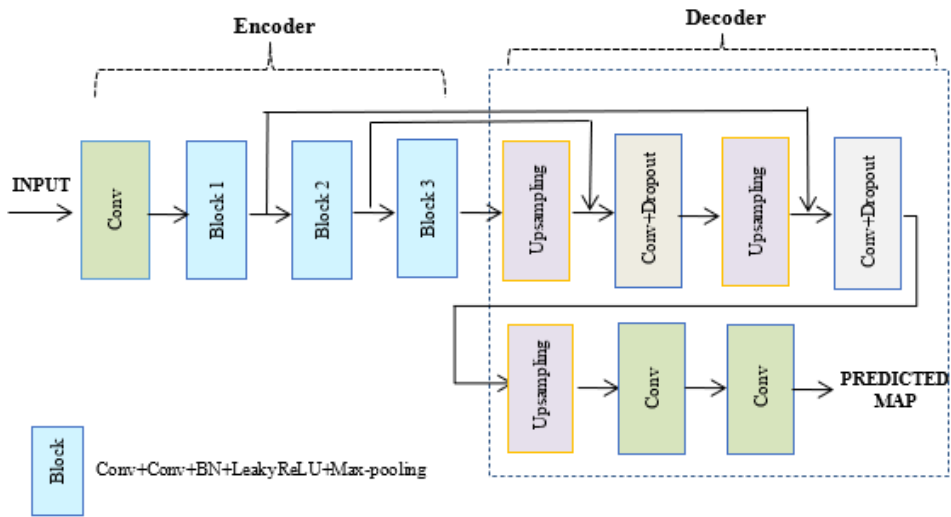 Encoder
Decoder
INPUT
Conv
Block 1
Block 2
Block 3
Upsampling
Conv+Dropout
Upsampling
Conv+Dropout
Upsampling
Conv
Conv
PREDICTED
MAP
Block
Conv+Conv+BN+LeakyReLU+Max-pooling